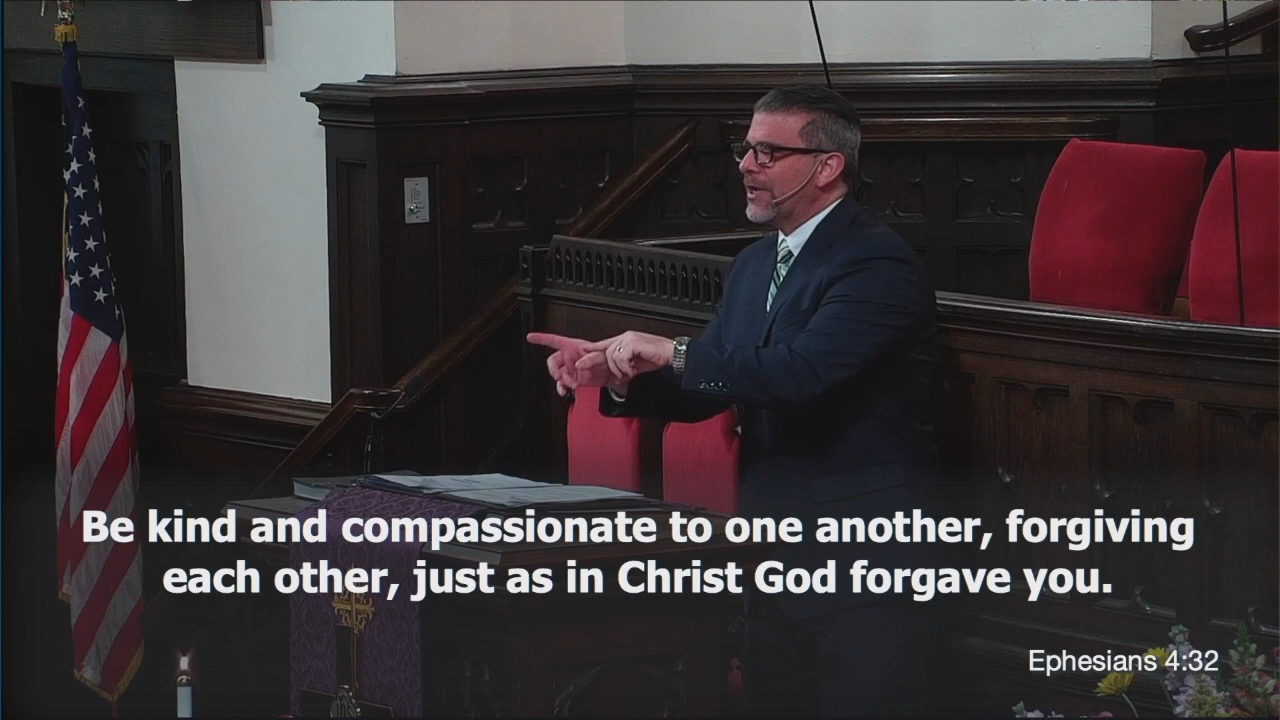 Be kind and compassionate to one another, forgiving
each other, just as in Christ God forgave you.
Ephesians 4:32